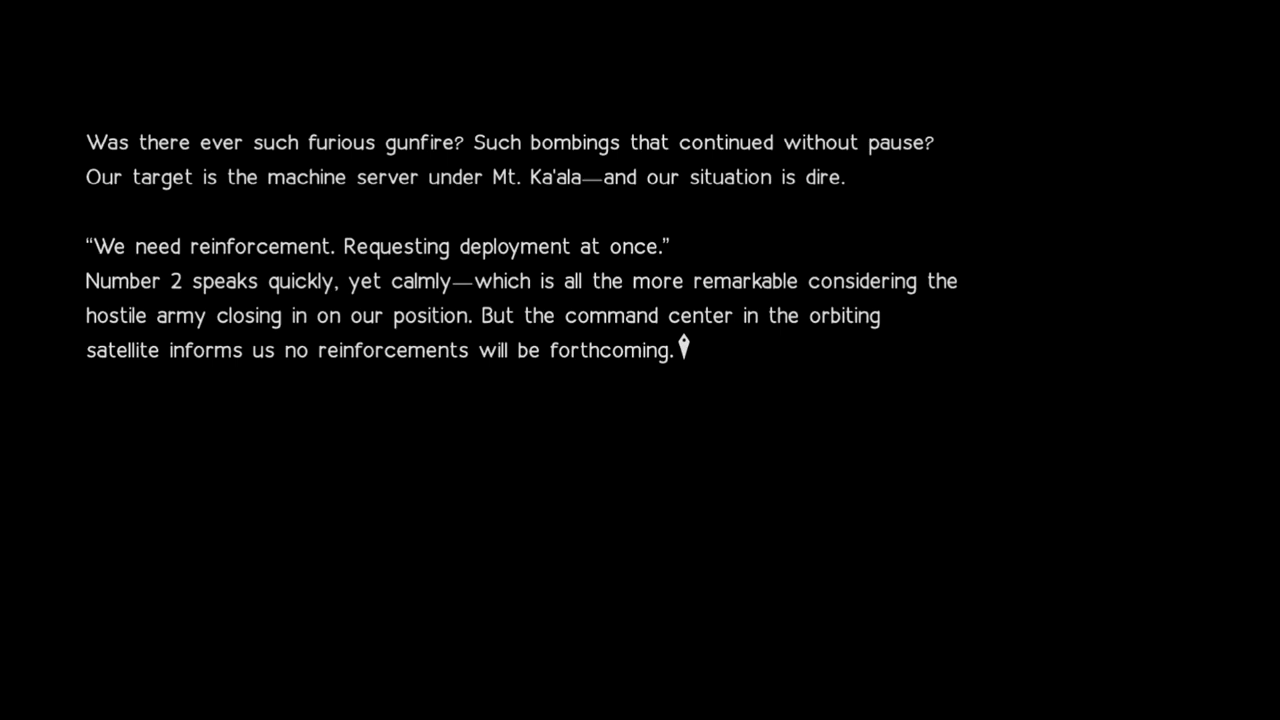 Was there ever such furious gunfire? Such bombings that continued without pause?
Our target is the machine server under Mt. Ka'ala—and our situation is dire.
“We need reinforcement. Requesting deployment at once.”
Number 2 speaks quickly, yet calmly—which is all the more remarkable considering the
hostile army closing in on our position. But the command center in the orbiting
satellite informs us no reinforcements will be forthcoming.